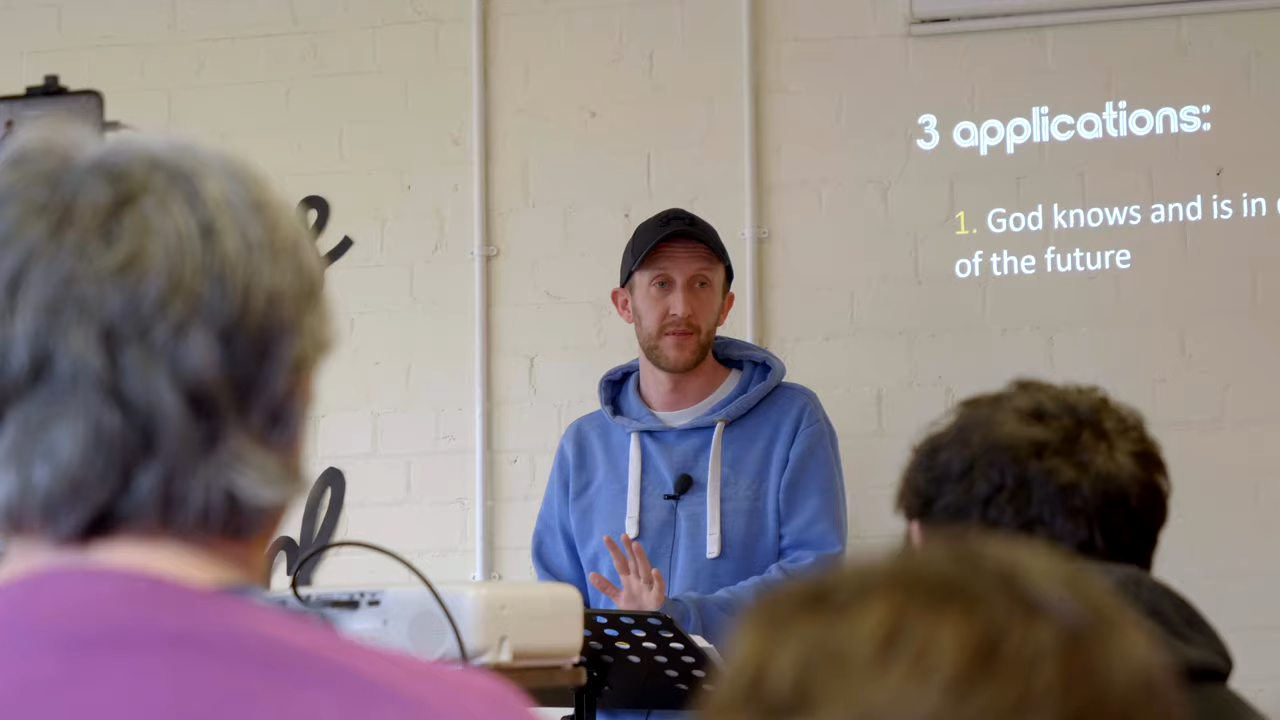 3 applications:
1. God knows and is in
of the future